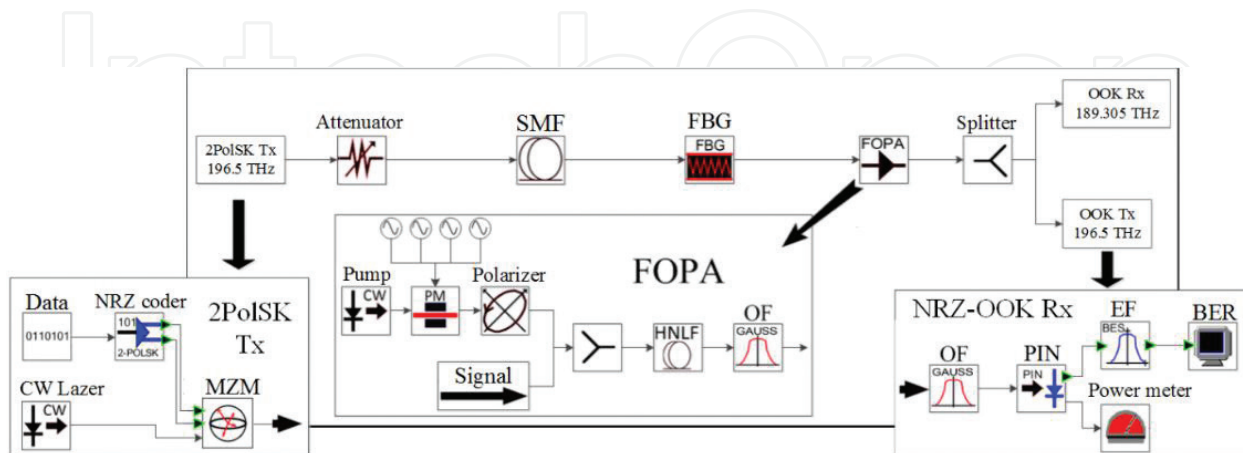 IntechOpen
Attenuator
SMF
FBG
Splitter
OOK Rx
189.305 THz
2PolSK Tx
196.5 THz
FBG
FOPA
OOK Tx
196.5 THz
FOPA
Pump
CW
PM
Polarizer
HNLF
OF
GAUSS
Signal
2PolSK
Tx
Data
0110101
NRZ coder
101
2-POLSK
CW Lazer
CW
MZM
NRZ-OOK Rx
OF
GAUSS
PIN
PIN
EF
BES
BER
Power meter